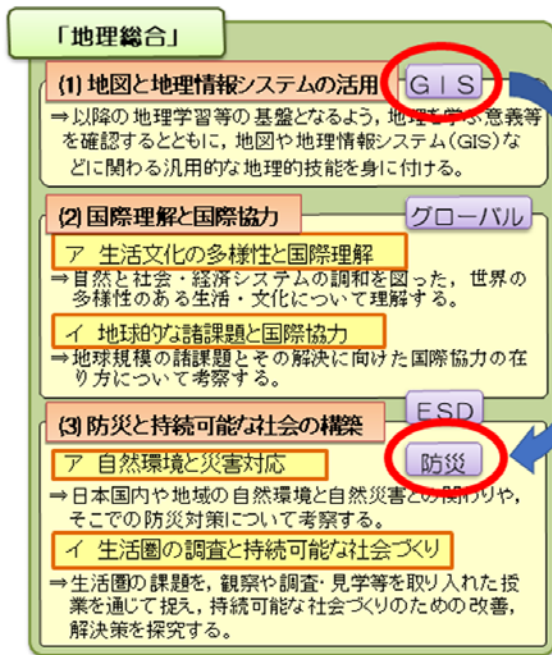 「地理総合」
(1) 地図と地理情報システムの活用 GIS
⇒以降の地理学習等の基盤となるよう，地理を学ぶ意義等
を確認するとともに，地図や地理情報システム(GIS)な
どに関わる汎用的な地理的技能を身に付ける。
(2) 国際理解と国際協力 グローバル
ア 生活文化の多様性と国際理解
⇒自然と社会・経済システムの調和を図った，世界の
多様性のある生活・文化について理解する。
イ 地球的な諸課題と国際協力
⇒地球規模の諸課題とその解決に向けた国際協力の在
り方について考察する。
ESD
(3) 防災と持続可能な社会の構築
ア 自然環境と災害対応 防災
⇒日本国内や地域の自然環境と自然災害との関わりや，
そこでの防災対策について考察する。
イ 生活圏の調査と持続可能な社会づくり
⇒生活圏の課題を，観察や調査・見学等を取り入れた授
業を通じて捉え，持続可能な社会づくりのための改善，
解決策を探究する。